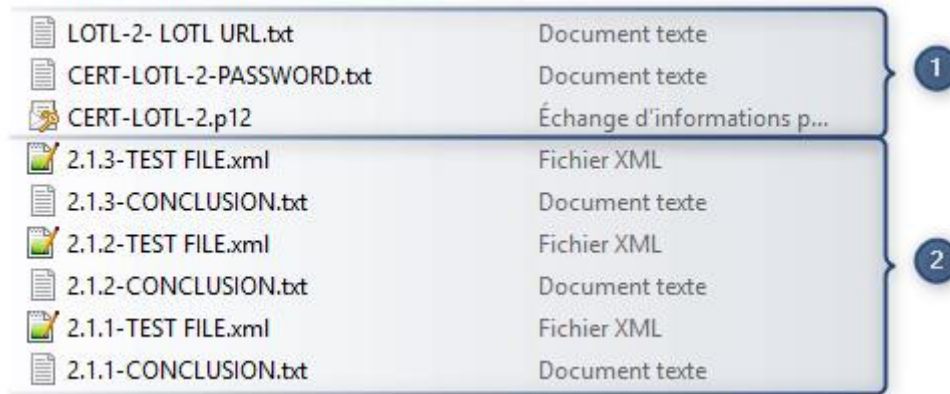 LOTL-2- LOTL URL.txt Document texte
CERT-LOTL-2-PASSWORD.txt Document texte
1
CERT-LOTL-2.p12 Échange d'informations p...
2.1.3-TEST FILE.xml Fichier XML
2.1.3-CONCLUSION.txt Document texte
2.1.2-TEST FILE.xml Fichier XML
2
2.1.2-CONCLUSION.txt Document texte
2.1.1-TEST FILE.xml Fichier XML
2.1.1-CONCLUSION.txt Document texte